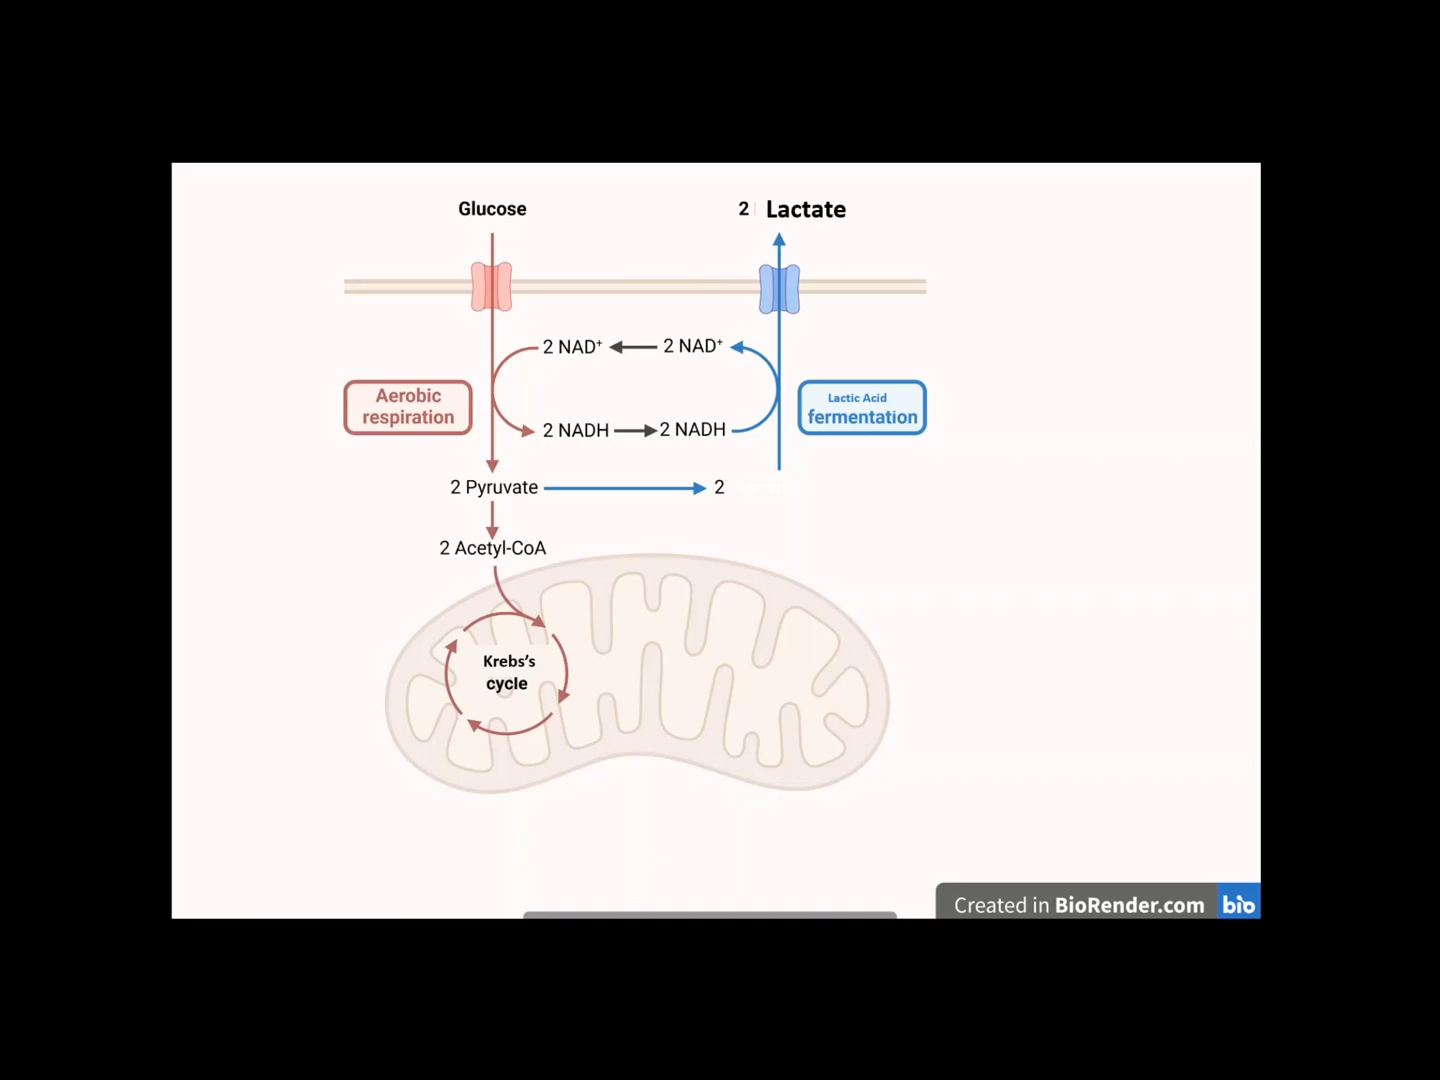 Glucose
2 Lactate
2 NAD⁺ 2 NAD⁺
Aerobic
respiration
Lactic Acid
fermentation
2 NADH 2 NADH
2 Pyruvate 2
2 Acetyl-CoA
Krebs's
cycle
Created in BioRender.com bio